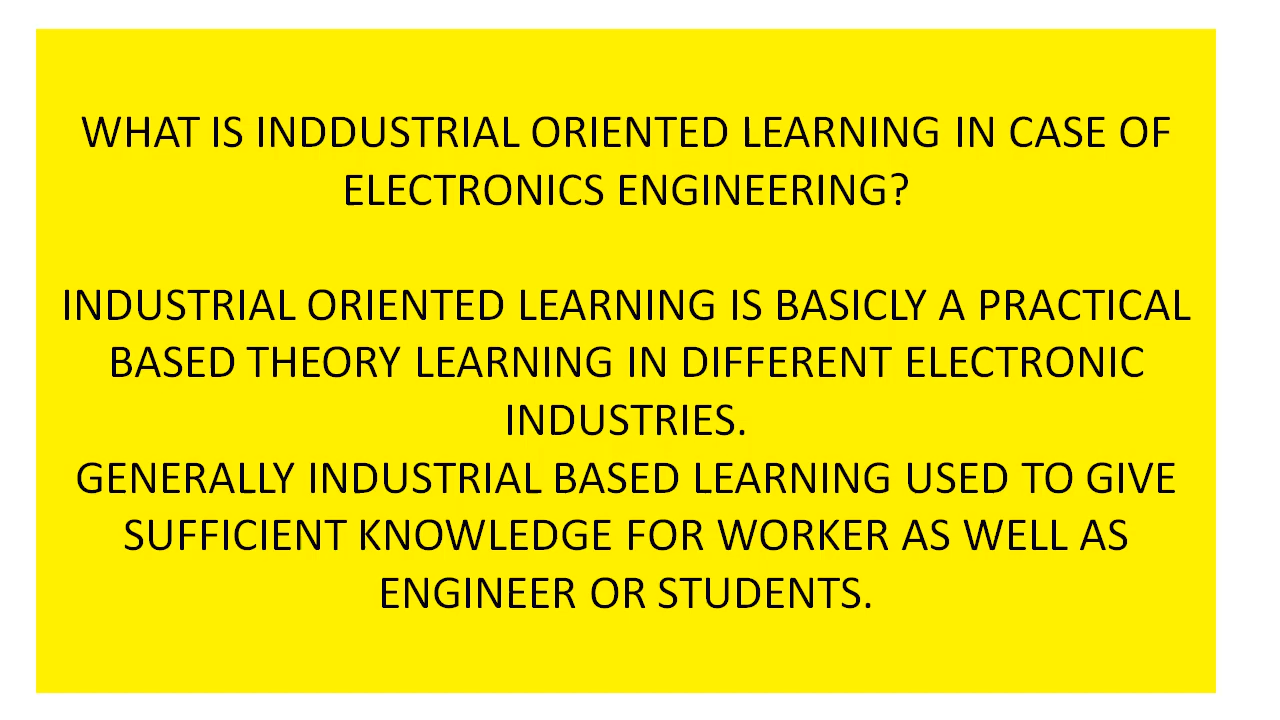 WHAT IS INDDUSTRIAL ORIENTED LEARNING IN CASE OF
ELECTRONICS ENGINEERING?
INDUSTRIAL ORIENTED LEARNING IS BASICLY A PRACTICAL
BASED THEORY LEARNING IN DIFFERENT ELECTRONIC
INDUSTRIES.
GENERALLY INDUSTRIAL BASED LEARNING USED TO GIVE
SUFFICIENT KNOWLEDGE FOR WORKER AS WELL AS
ENGINEER OR STUDENTS.